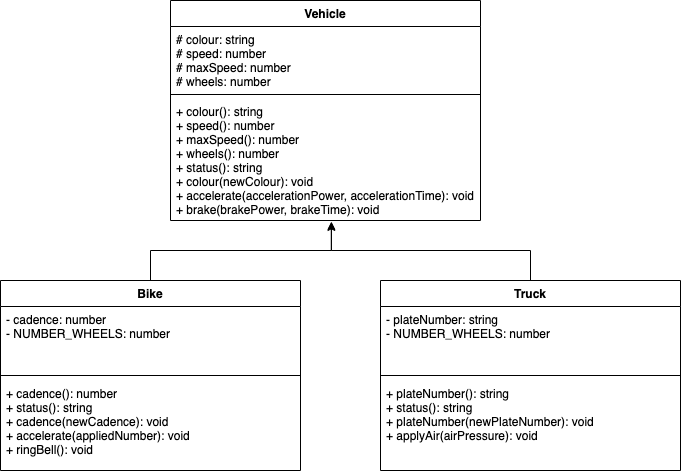 Vehicle
# colour: string
# speed: number
# maxSpeed: number
# wheels: number
+ colour(): string
+ speed(): number
+ maxSpeed(): number
+ wheels(): number
+ status(): string
+ colour(newColour): void
+ accelerate(accelerationPower, accelerationTime): void
+ brake(brakePower, brakeTime): void
Bike
- cadence: number
- NUMBER_WHEELS: number
+ cadence(): number
+ status(): string
+ cadence(newCadence): void
+ accelerate(appliedNumber): void
+ ringBell(): void
Truck
- plateNumber: string
- NUMBER_WHEELS: number
+ plateNumber(): string
+ status(): string
+ plateNumber(newPlateNumber): void
+ applyAir(airPressure): void